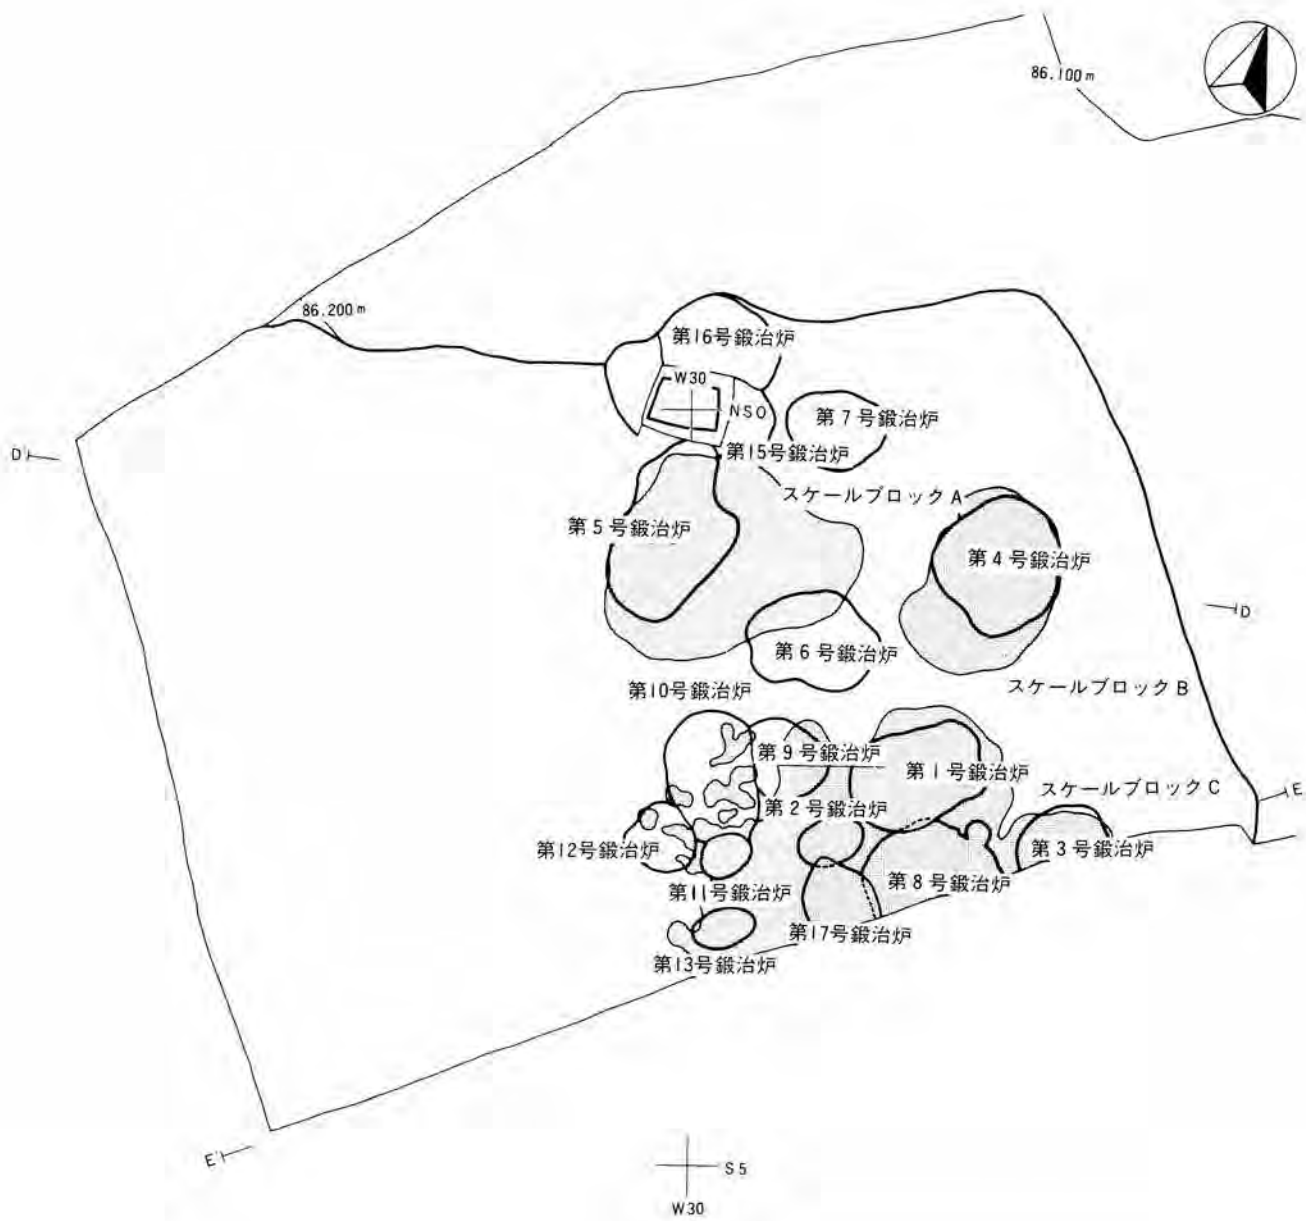 86.100m
86.200m
第16号鍛冶炉
W30
NS0
第7号鍛冶炉
第15号鍛冶炉
D'
スケールブロックA
第5号鍛冶炉
第4号鍛冶炉
D
第6号鍛冶炉
スケールブロックB
第10号鍛冶炉
第9号鍛冶炉
第1号鍛冶炉
スケールブロックC
E
第2号鍛冶炉
第12号鍛冶炉
第3号鍛冶炉
第11号鍛冶炉
第8号鍛冶炉
第17号鍛冶炉
第13号鍛冶炉
E'
S5
W30